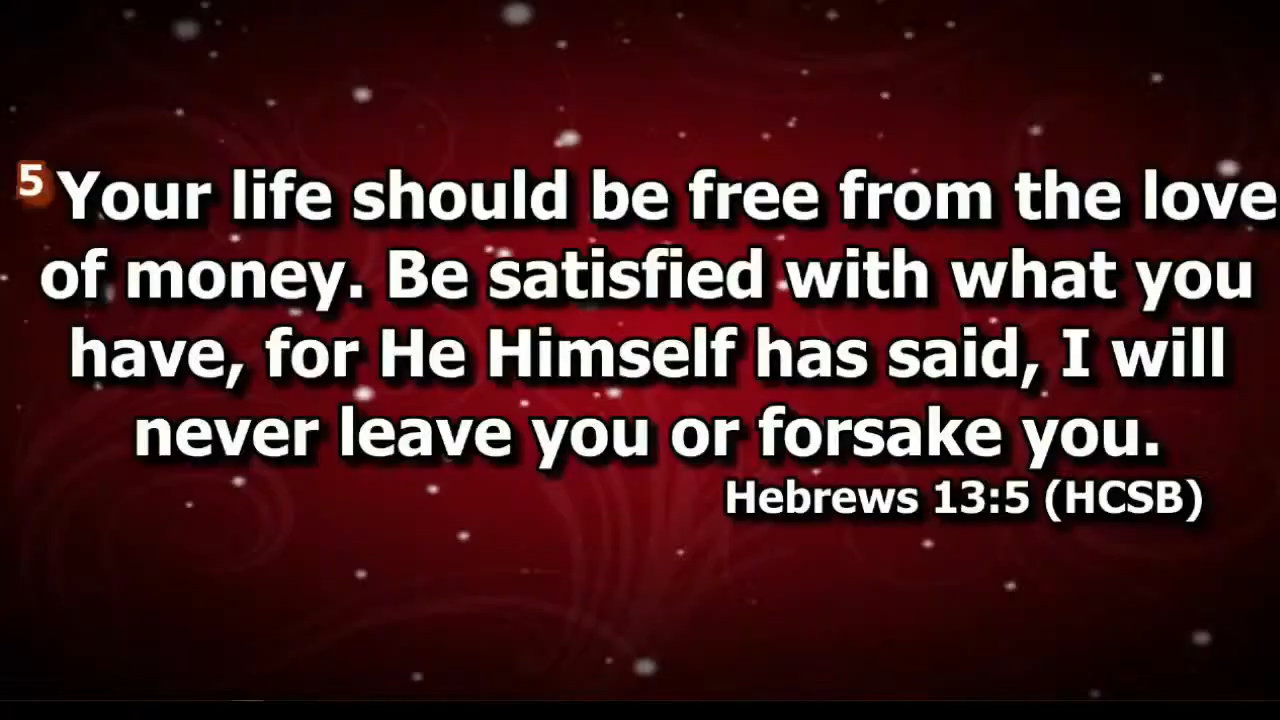 5 Your life should be free from the love
of money. Be satisfied with what you
have, for He Himself has said, I will
never leave you or forsake you.
Hebrews 13:5 (HCSB)